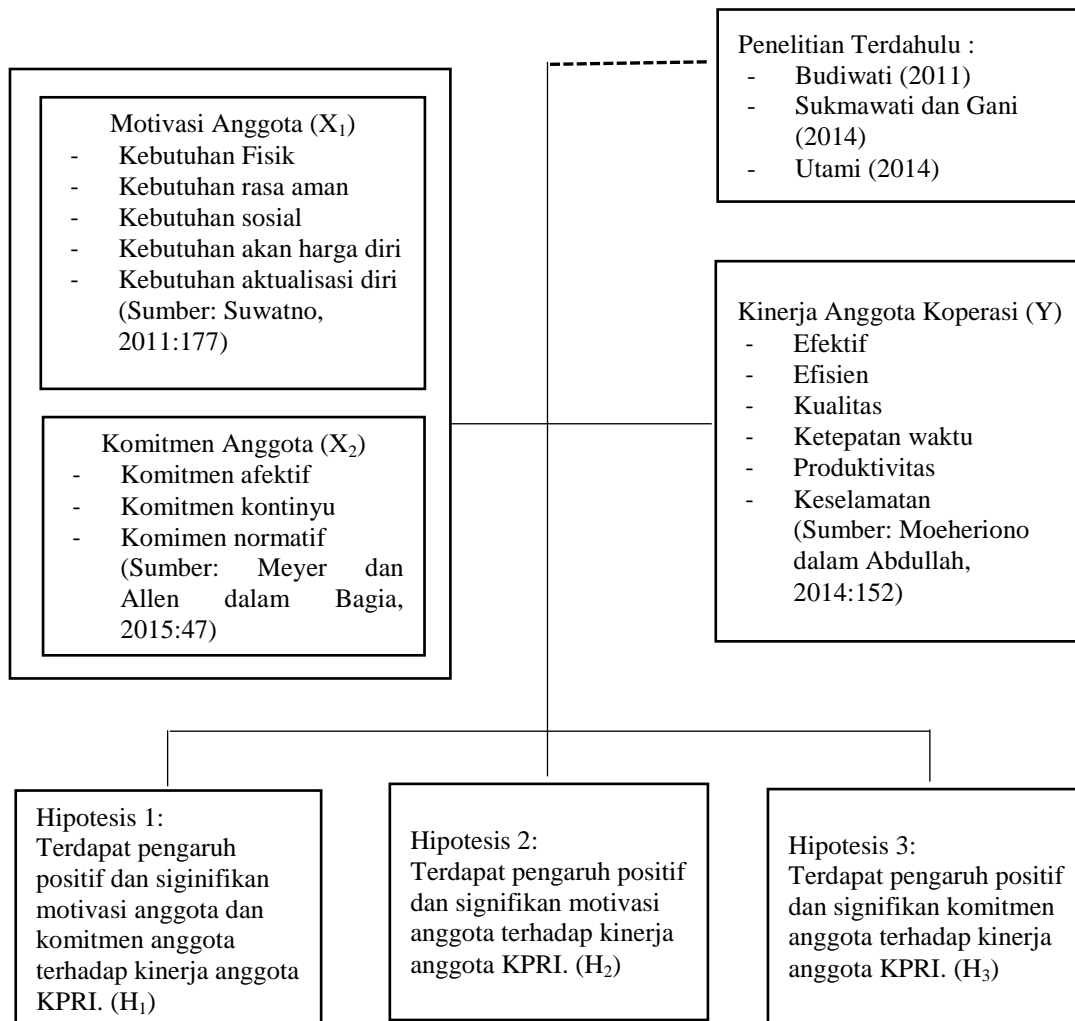 Motivasi Anggota (X₁)
- Kebutuhan Fisik
- Kebutuhan rasa aman
- Kebutuhan sosial
- Kebutuhan akan harga diri
- Kebutuhan aktualisasi diri
(Sumber: Suwatno,
2011:177)
Komitmen Anggota (X₂)
- Komitmen afektif
- Komitmen kontinyu
- Komimen normatif
(Sumber: Meyer dan
Allen dalam Bagia,
2015:47)
Penelitian Terdahulu :
- Budiwati (2011)
- Sukmawati dan Gani
(2014)
- Utami (2014)
Kinerja Anggota Koperasi (Y)
- Efektif
- Efisien
- Kualitas
- Ketepatan waktu
- Produktivitas
- Keselamatan
(Sumber: Moeheriono
dalam Abdullah,
2014:152)
Hipotesis 1:
Terdapat pengaruh
positif dan siginifikan
motivasi anggota dan
komitmen anggota
terhadap kinerja anggota
KPRI. (H₁)
Hipotesis 2:
Terdapat pengaruh positif
dan signifikan motivasi
anggota terhadap kinerja
anggota KPRI. (H₂)
Hipotesis 3:
Terdapat pengaruh positif
dan signifikan komitmen
anggota terhadap kinerja
anggota KPRI. (H₃)